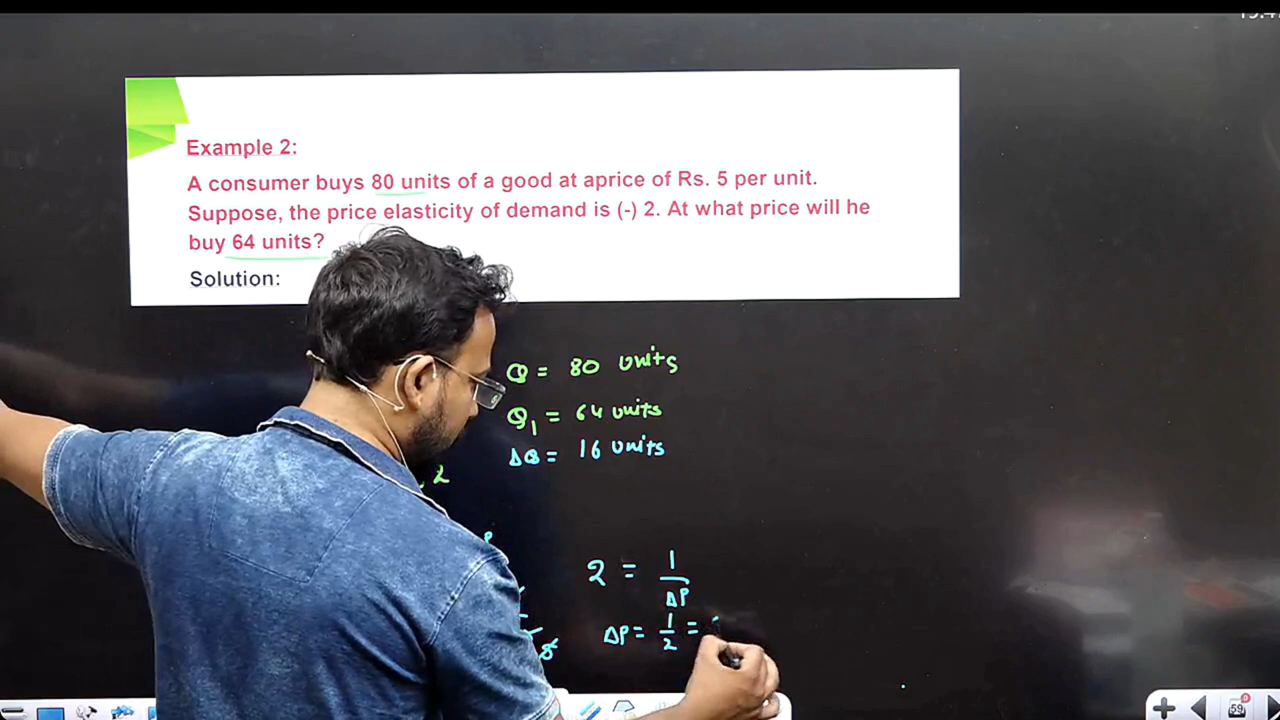 Example 2:
A consumer buys 80 units of a good at aprice of Rs. 5 per unit.
Suppose, the price elasticity of demand is (-) 2. At what price will he
buy 64 units?
Solution:
Q = 80 units
Q1 = 64 units
ΔQ = 16 units
2
2 = 1/ΔP
ΔP = 1/2 =
59